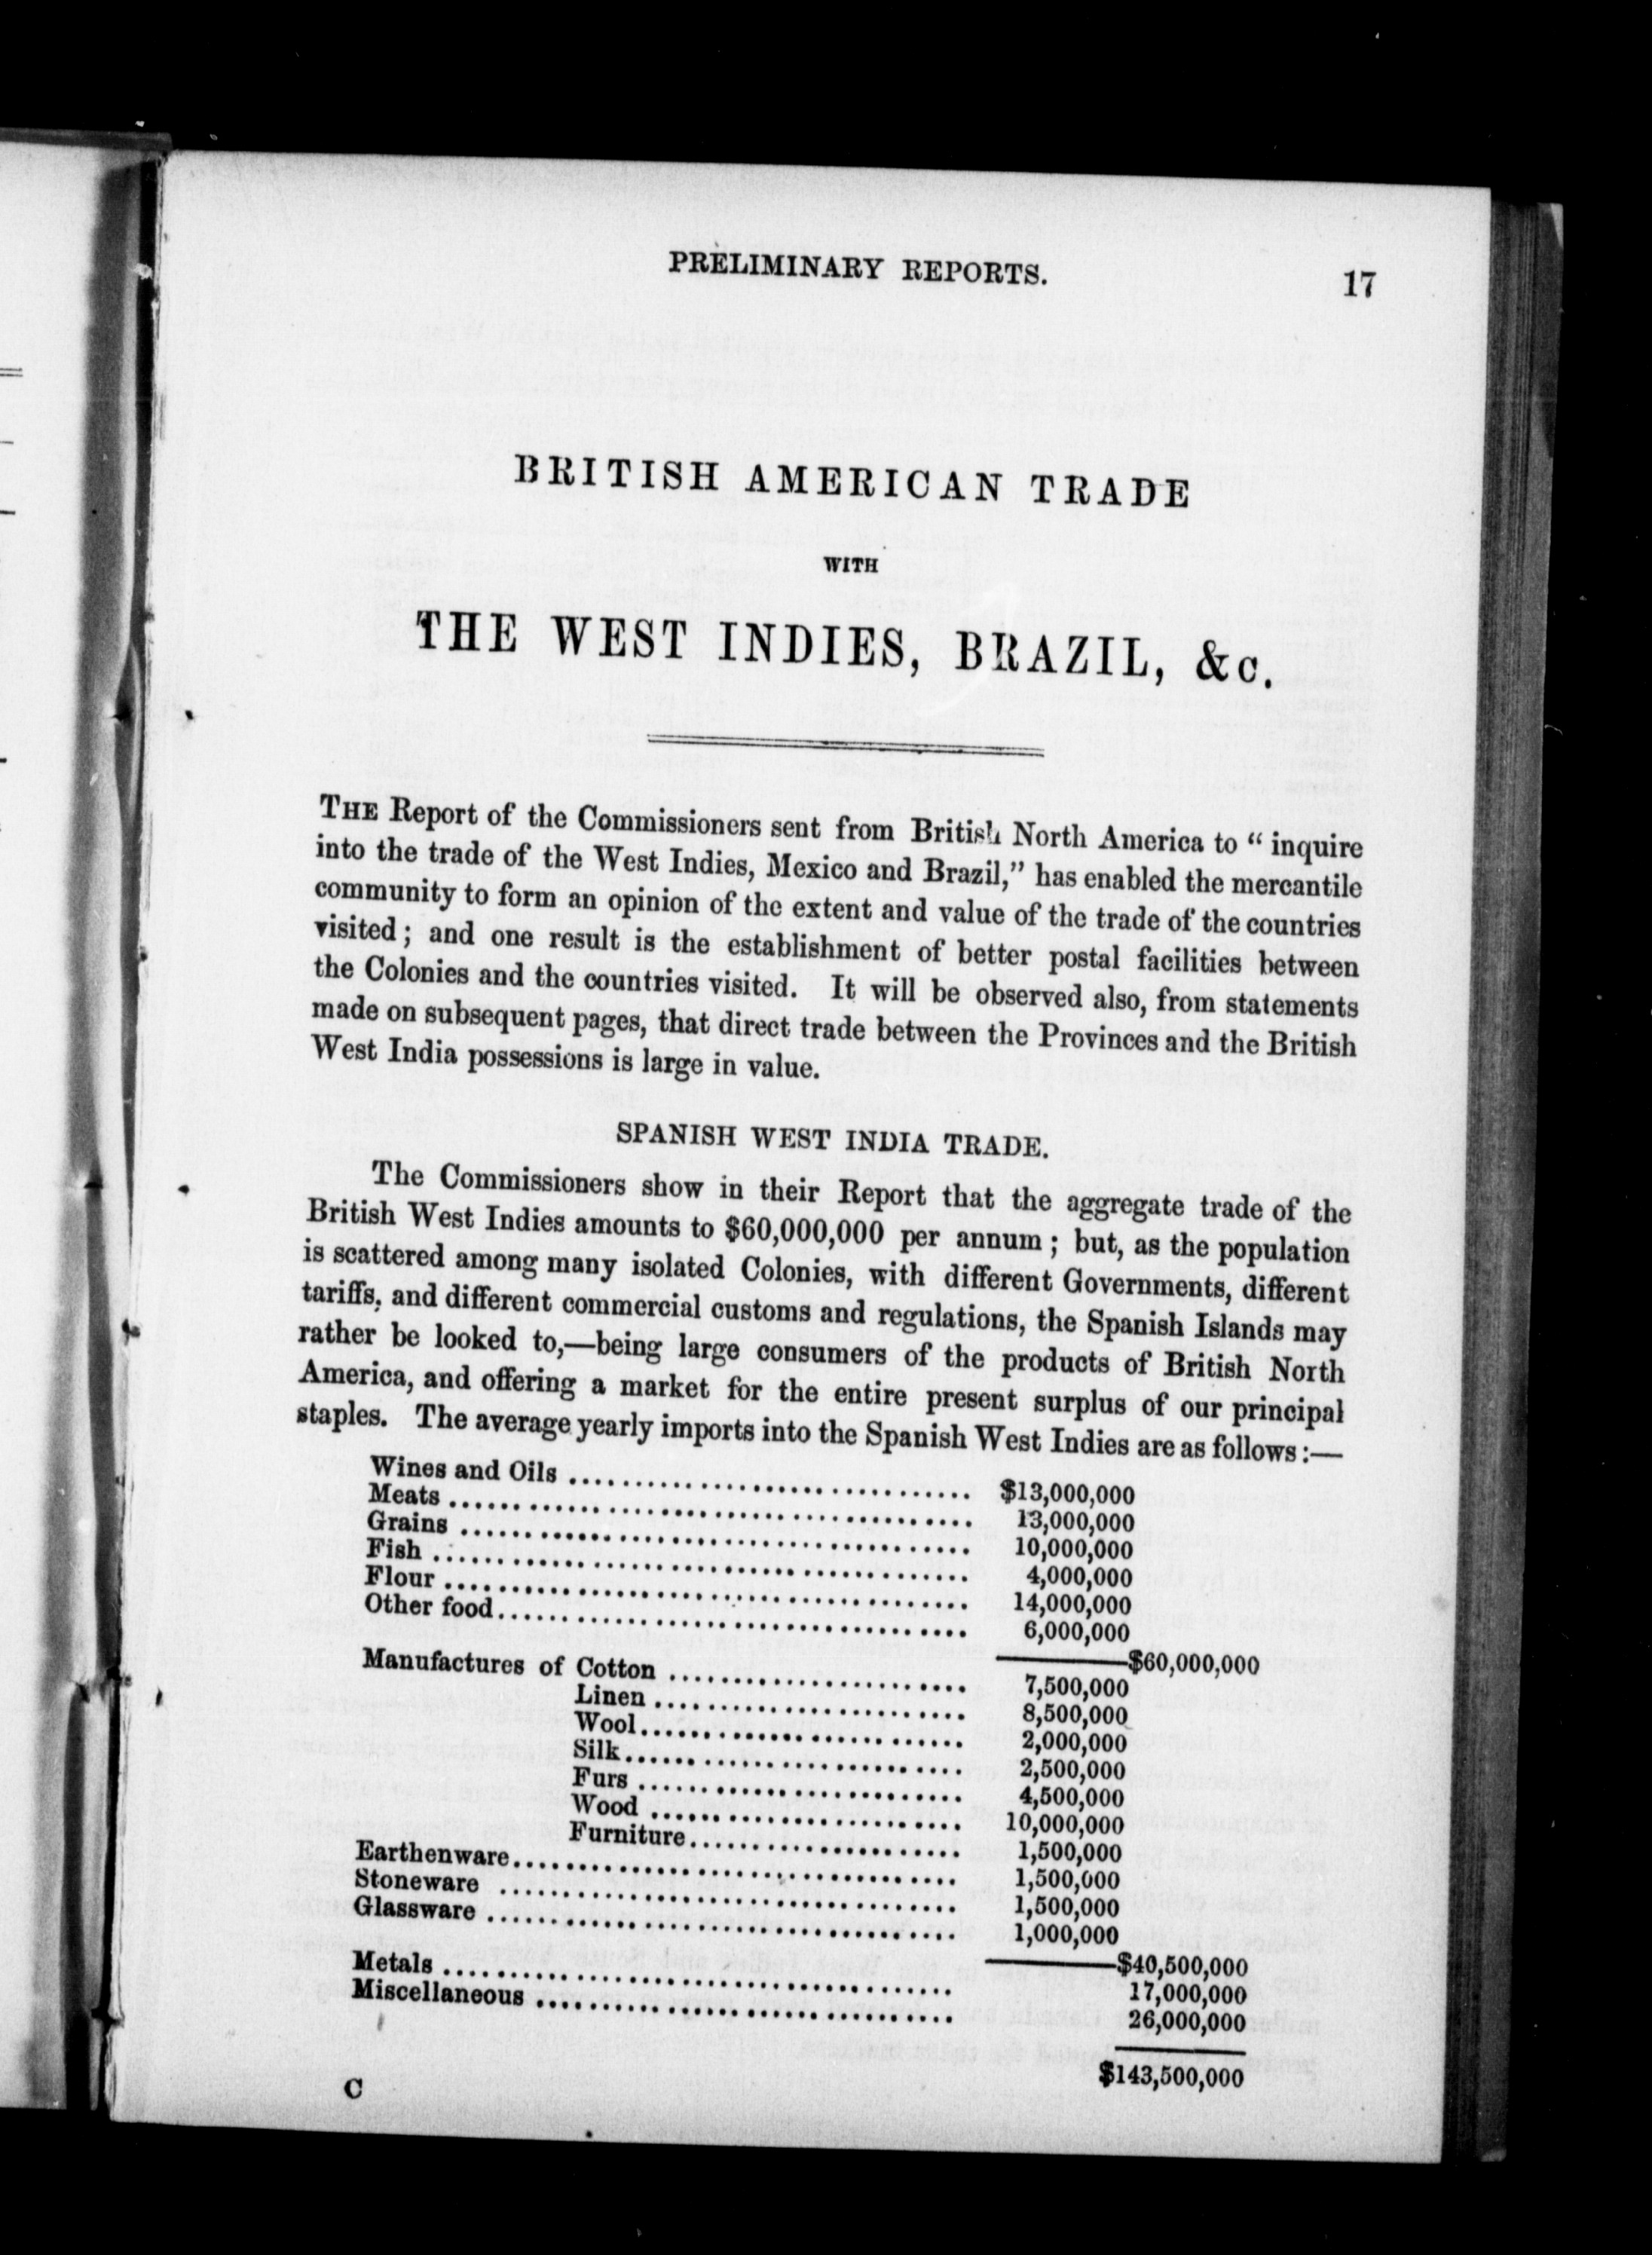 PRELIMINARY REPORTS.
17
BRITISH AMERICAN TRADE
WITH
THE WEST INDIES, BRAZIL, &c.
THE Report of the Commissioners sent from British North America to “ inquire
into the trade of the West Indies, Mexico and Brazil,” has enabled the mercantile
community to form an opinion of the extent and value of the trade of the countries
visited; and one result is the establishment of better postal facilities between
the Colonies and the countries visited. It will be observed also, from statements
made on subsequent pages, that direct trade between the Provinces and the British
West India possessions is large in value.
SPANISH WEST INDIA TRADE.
The Commissioners show in their Report that the aggregate trade of the
British West Indies amounts to $60,000,000 per annum; but, as the population
is scattered among many isolated Colonies, with different Governments, different
tariffs, and different commercial customs and regulations, the Spanish Islands may
rather be looked to,—being large consumers of the products of British North
America, and offering a market for the entire present surplus of our principal
staples. The average yearly imports into the Spanish West Indies are as follows:—
Wines and Oils .............................. $13,000,000
Meats .............................. 13,000,000
Grains .............................. 10,000,000
Fish .............................. 4,000,000
Flour .............................. 14,000,000
Other food .............................. 6,000,000
$60,000,000
Manufactures of Cotton .............................. 7,500,000
Linen .............................. 8,500,000
Wool .............................. 2,000,000
Silk .............................. 2,500,000
Furs .............................. 4,500,000
Wood .............................. 10,000,000
Furniture .............................. 1,500,000
Earthenware .............................. 1,500,000
Stoneware .............................. 1,500,000
Glassware .............................. 1,000,000
$40,500,000
Metals .............................. 17,000,000
Miscellaneous .............................. 26,000,000
$143,500,000
C